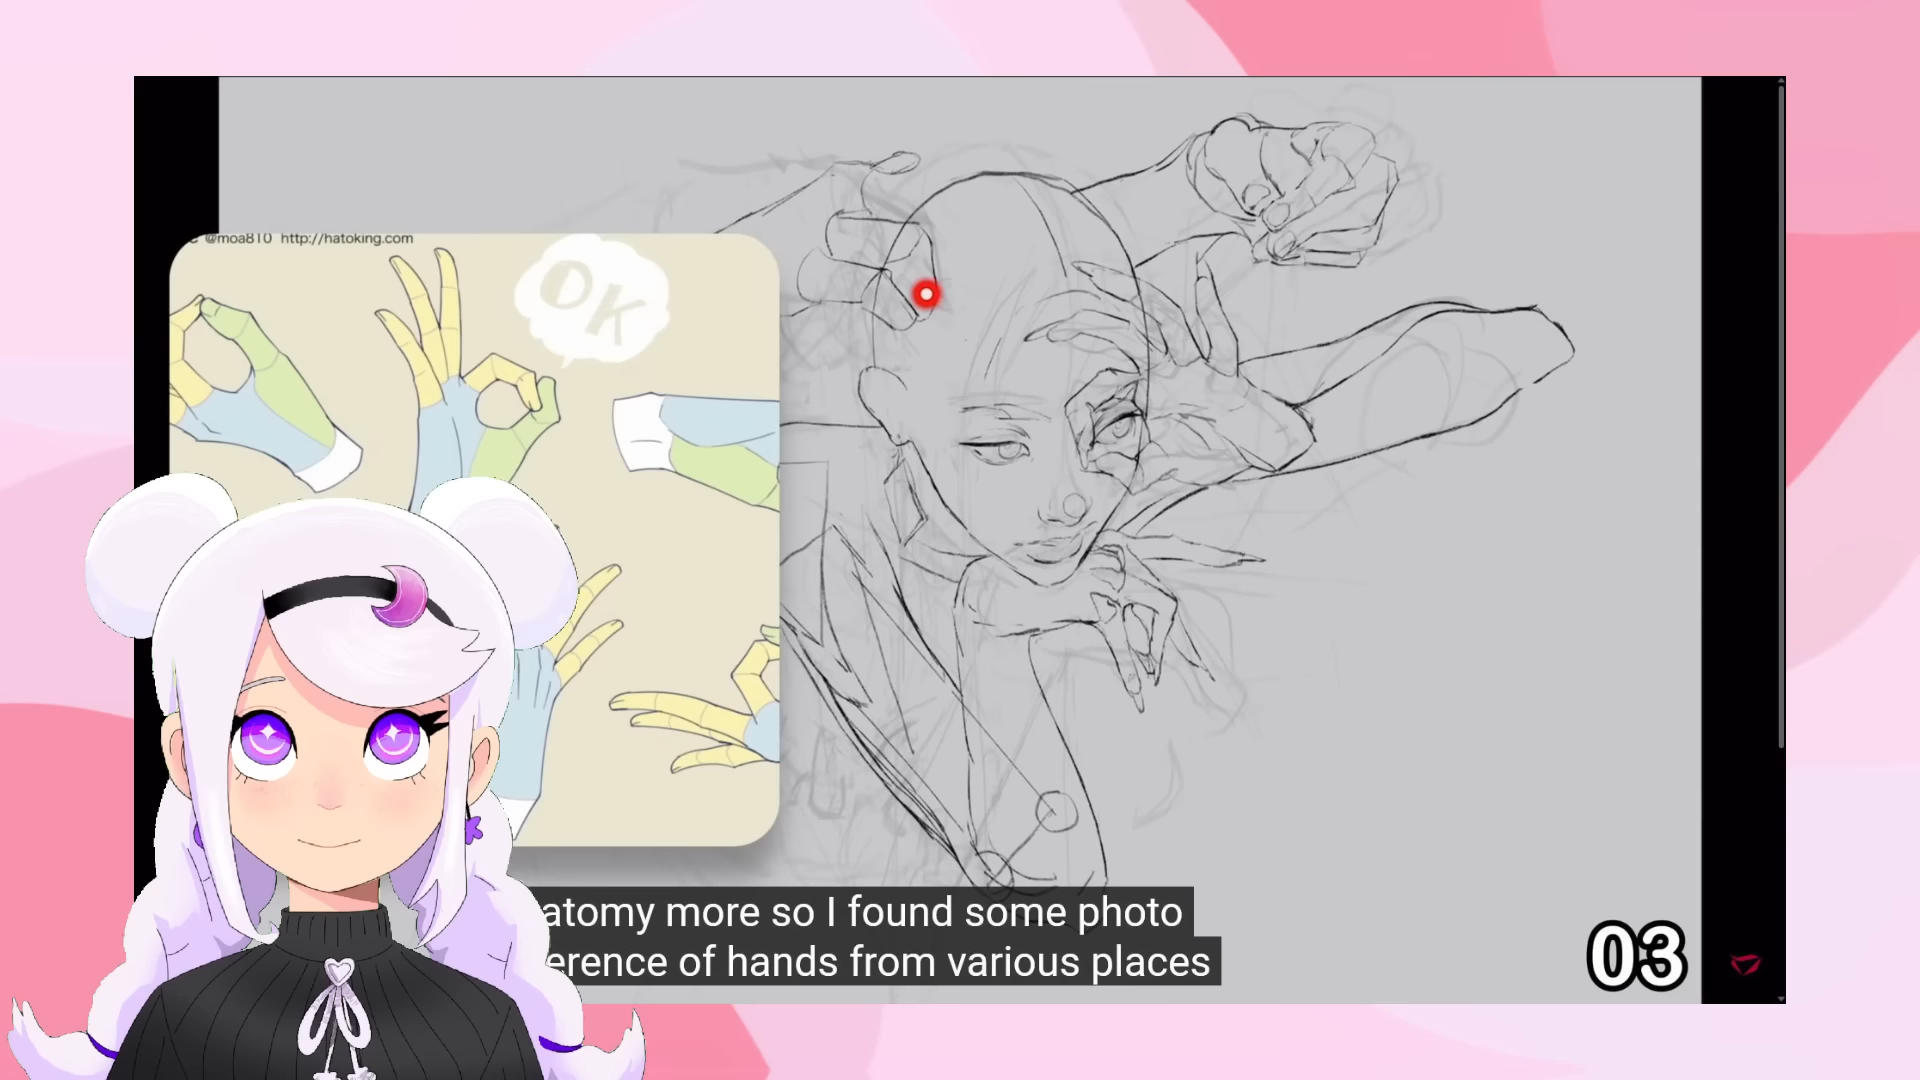 @moa810 http://hatoking.com
OK
atomy more so I found some photo
erence of hands from various places
03